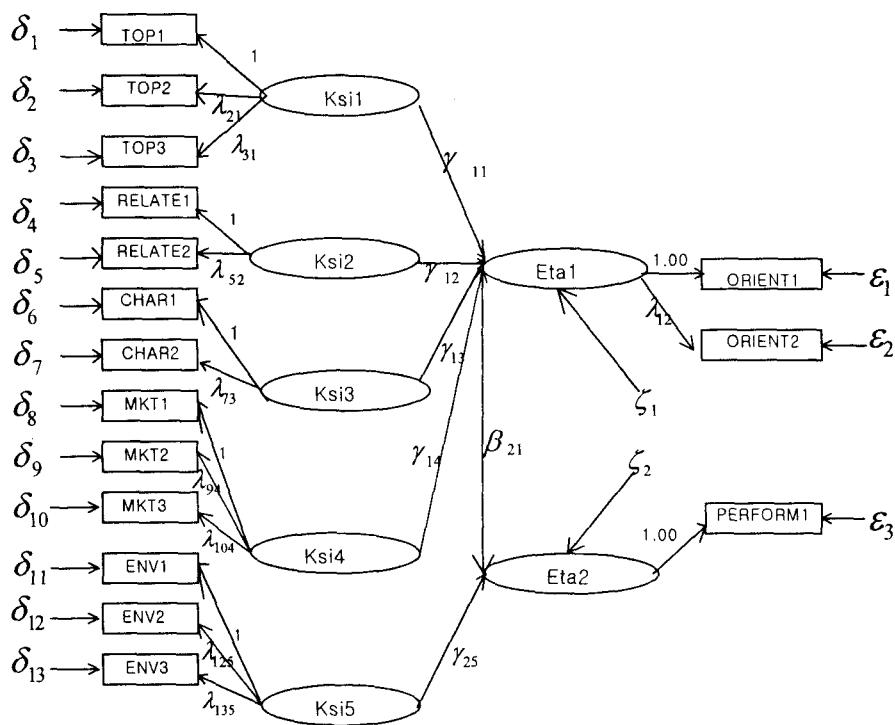 δ1 TOP1
1
δ2 TOP2
λ21
Ksi1
δ3 TOP3
λ31
γ 11
δ4 RELATE1
1
δ5 RELATE2
λ52
Ksi2
γ12
Eta1
1.00
ORIENT1
ε1
δ6 CHAR1
1
λ12
ORIENT2
ε2
δ7 CHAR2
λ73
Ksi3
γ13
ζ1
δ8 MKT1
1
δ9 MKT2
λ94
γ14
β21
ζ2
δ10 MKT3
λ104
Ksi4
1.00
PERFORM1
ε3
δ11 ENV1
1
Eta2
δ12 ENV2
λ125
γ25
δ13 ENV3
λ135
Ksi5